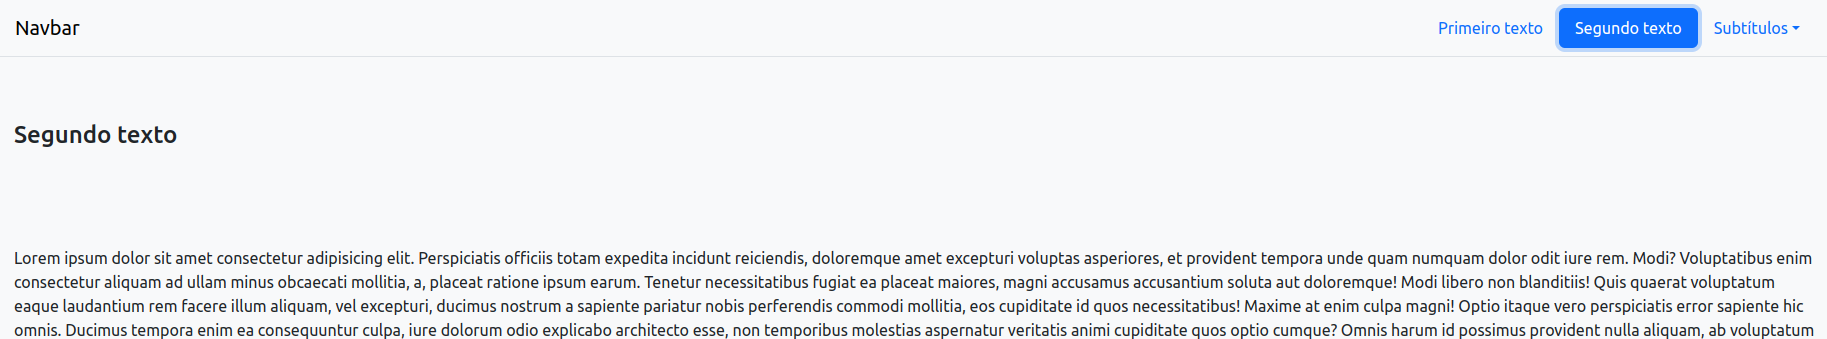 Navbar
Primeiro texto
Segundo texto
Subtítulos
Segundo texto
Lorem ipsum dolor sit amet consectetur adipisicing elit. Perspiciatis officiis totam expedita incidunt reiciendis, doloremque amet excepturi voluptas asperiores, et provident tempora unde quam numquam dolor odit iure rem. Modi? Voluptatibus enim
consectetur aliquam ad ullam minus obcaecati mollitia, a, placeat ratione ipsum earum. Tenetur necessitatibus fugiat ea placeat maiores, magni accusamus accusantium soluta aut doloremque! Modi libero non blanditiis! Quis quaerat voluptatum
eaque laudantium rem facere illum aliquam, vel excepturi, ducimus nostrum a sapiente pariatur nobis perferendis commodi mollitia, eos cupiditate id quos necessitatibus! Maxime at enim culpa magni! Optio itaque vero perspiciatis error sapiente hic
omnis. Ducimus tempora enim ea consequuntur culpa, iure dolorum odio explicabo architecto esse, non temporibus molestias aspernatur veritatis animi cupiditate quos optio cumque? Omnis harum id possimus provident nulla aliquam, ab voluptatum